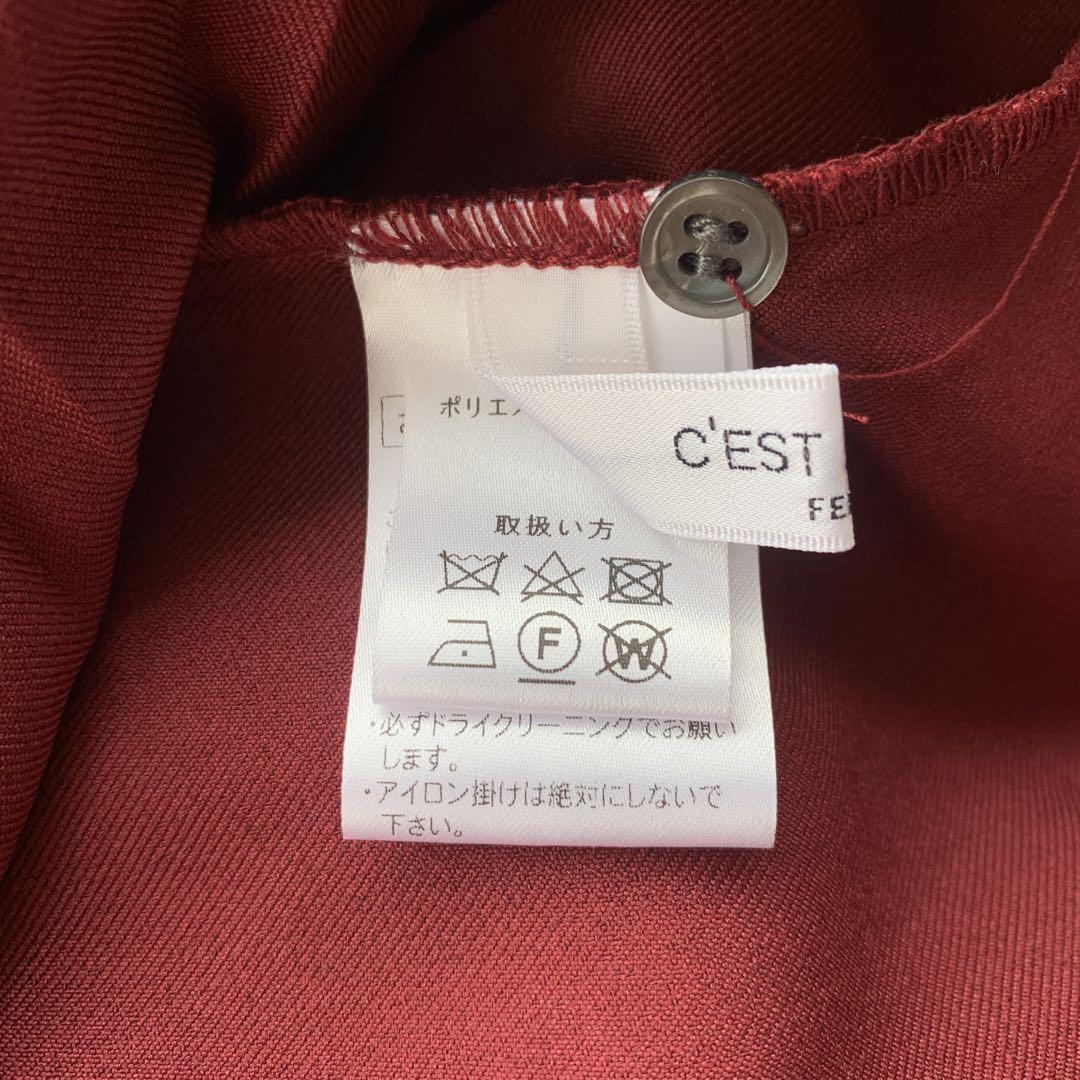 ポリエ
C'EST
取扱い方
F
W
・必ずドライクリーニングでお願い
します。
・アイロン掛けは絶対にしないで
下さい。